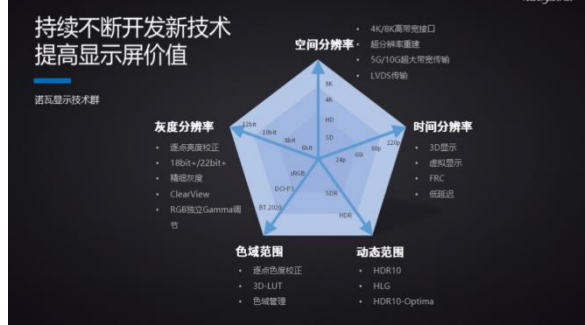 持续不断开发新技术
提高显示屏价值
诺瓦显示技术群
空间分辨率
• 4K/8K高带宽接口
• 超分辨率重建
• 5G/10G超大带宽传输
• LVDS传输
灰度分辨率
• 逐点亮度校正
• 18bit+/22bit+
• 精细灰度
• ClearView
• RGB独立Gamma调
节
时间分辨率
• 3D显示
• 虚拟显示
• FRC
• 低延迟
8K
4K
HD
SD
12bit
10bit
8bit
6bit
24p
60i
60p
120p
sRGB
DCI-P3
BT.2020
SDR
HDR
色域范围
• 逐点色度校正
• 3D-LUT
• 色域管理
动态范围
• HDR10
• HLG
• HDR10-Optima